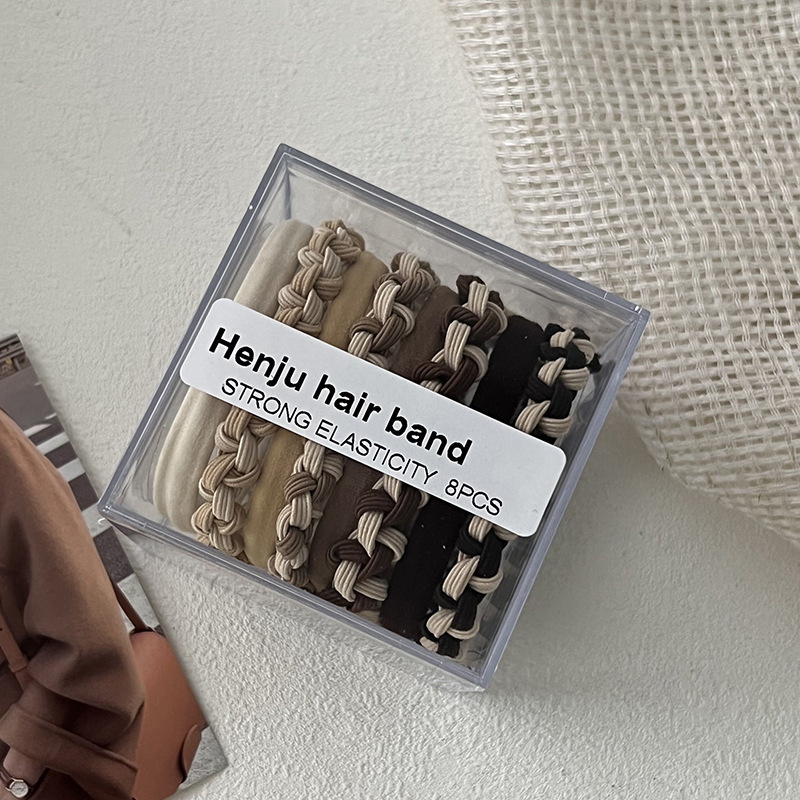 Henju hair band
STRONG ELASTICITY 8PCS